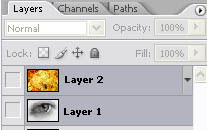 Layers Channels Paths
Normal Opacity: 100%
Lock: Fill: 100%
Layer 2
Layer 1